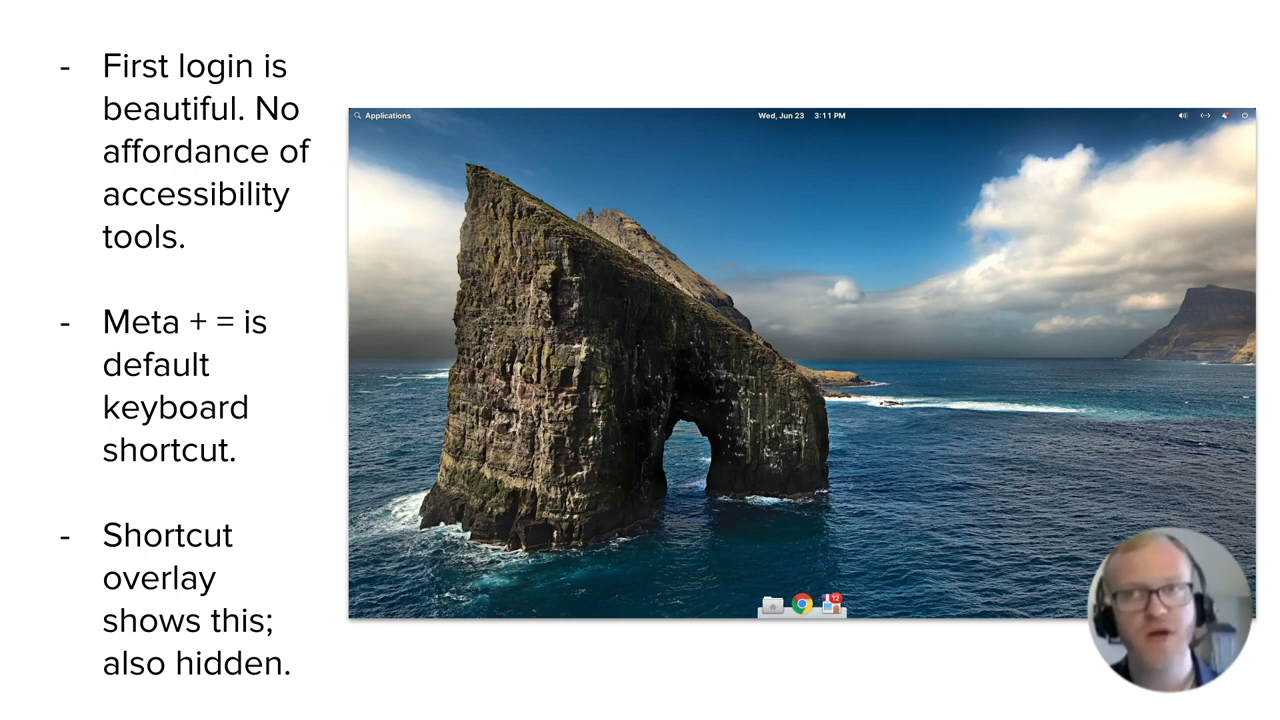 - First login is
beautiful. No
affordance of
accessibility
tools.
- Meta + = is
default
keyboard
shortcut.
- Shortcut
overlay
shows this;
also hidden.
Applications
Wed, Jun 23 3:11 PM
12